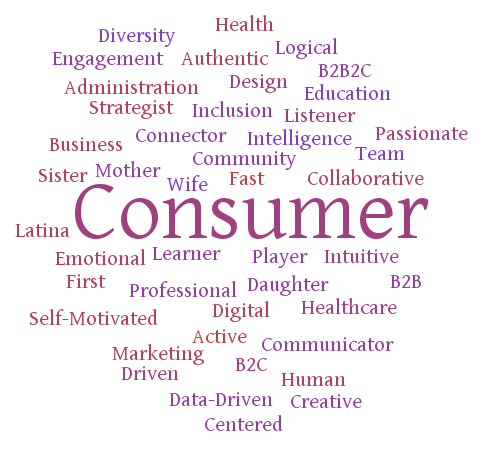 Health
Diversity
Logical
Engagement Authentic
B2B2C
Administration Design
Education
Strategist Inclusion Listener
Business Connector Intelligence Passionate
Community Team
Sister Mother
Wife Fast Collaborative
Consumer
Latina
Emotional Learner Player Intuitive
First Professional Daughter B2B
Self-Motivated Digital Healthcare
Active
Marketing Communicator
Driven B2C
Human
Data-Driven Creative
Centered